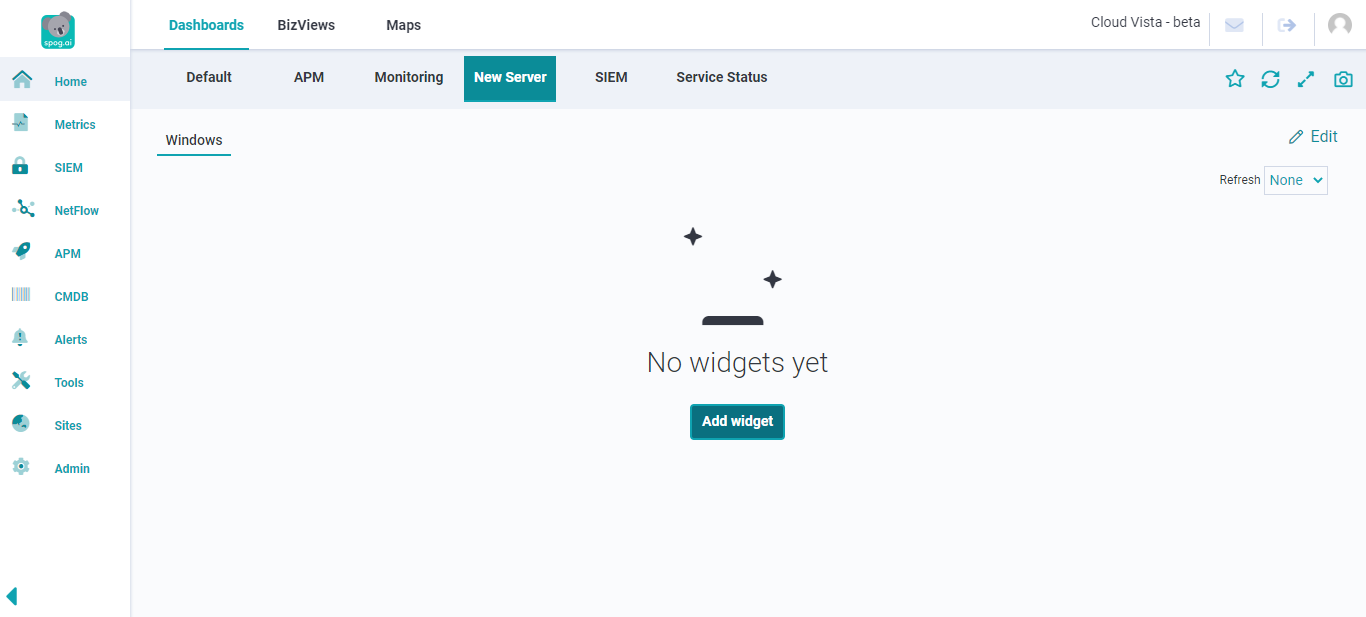 spog.ai
Dashboards BizViews Maps
Cloud Vista - beta
Default APM Monitoring New Server SIEM Service Status
Home
Metrics
SIEM
NetFlow
APM
CMDB
Alerts
Tools
Sites
Admin
Windows
Edit
Refresh None
No widgets yet
Add widget